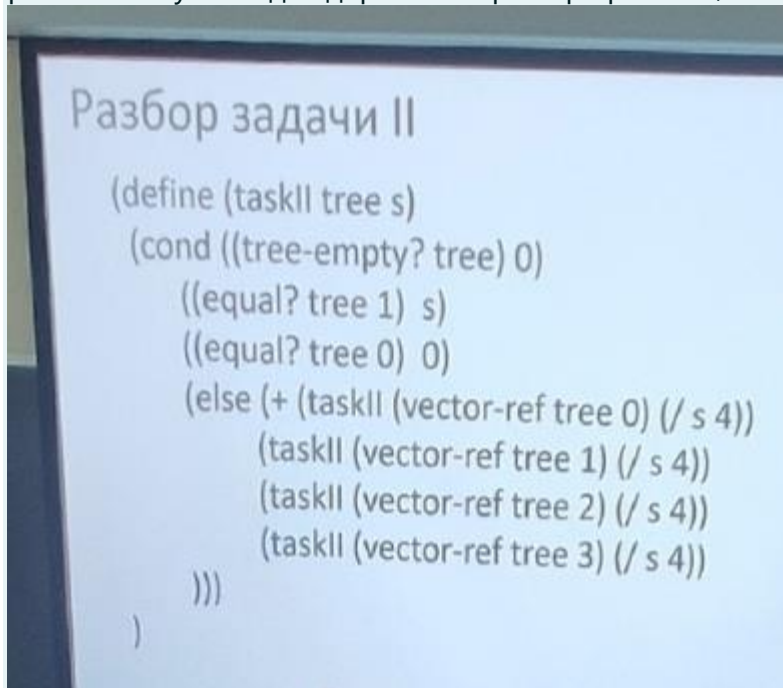 Разбор задачи II
(define (taskII tree s)
(cond ((tree-empty? tree) 0)
((equal? tree 1) s)
((equal? tree 0) 0)
(else (+ (taskII (vector-ref tree 0) (/ s 4))
(taskII (vector-ref tree 1) (/ s 4))
(taskII (vector-ref tree 2) (/ s 4))
(taskII (vector-ref tree 3) (/ s 4))
)))
)